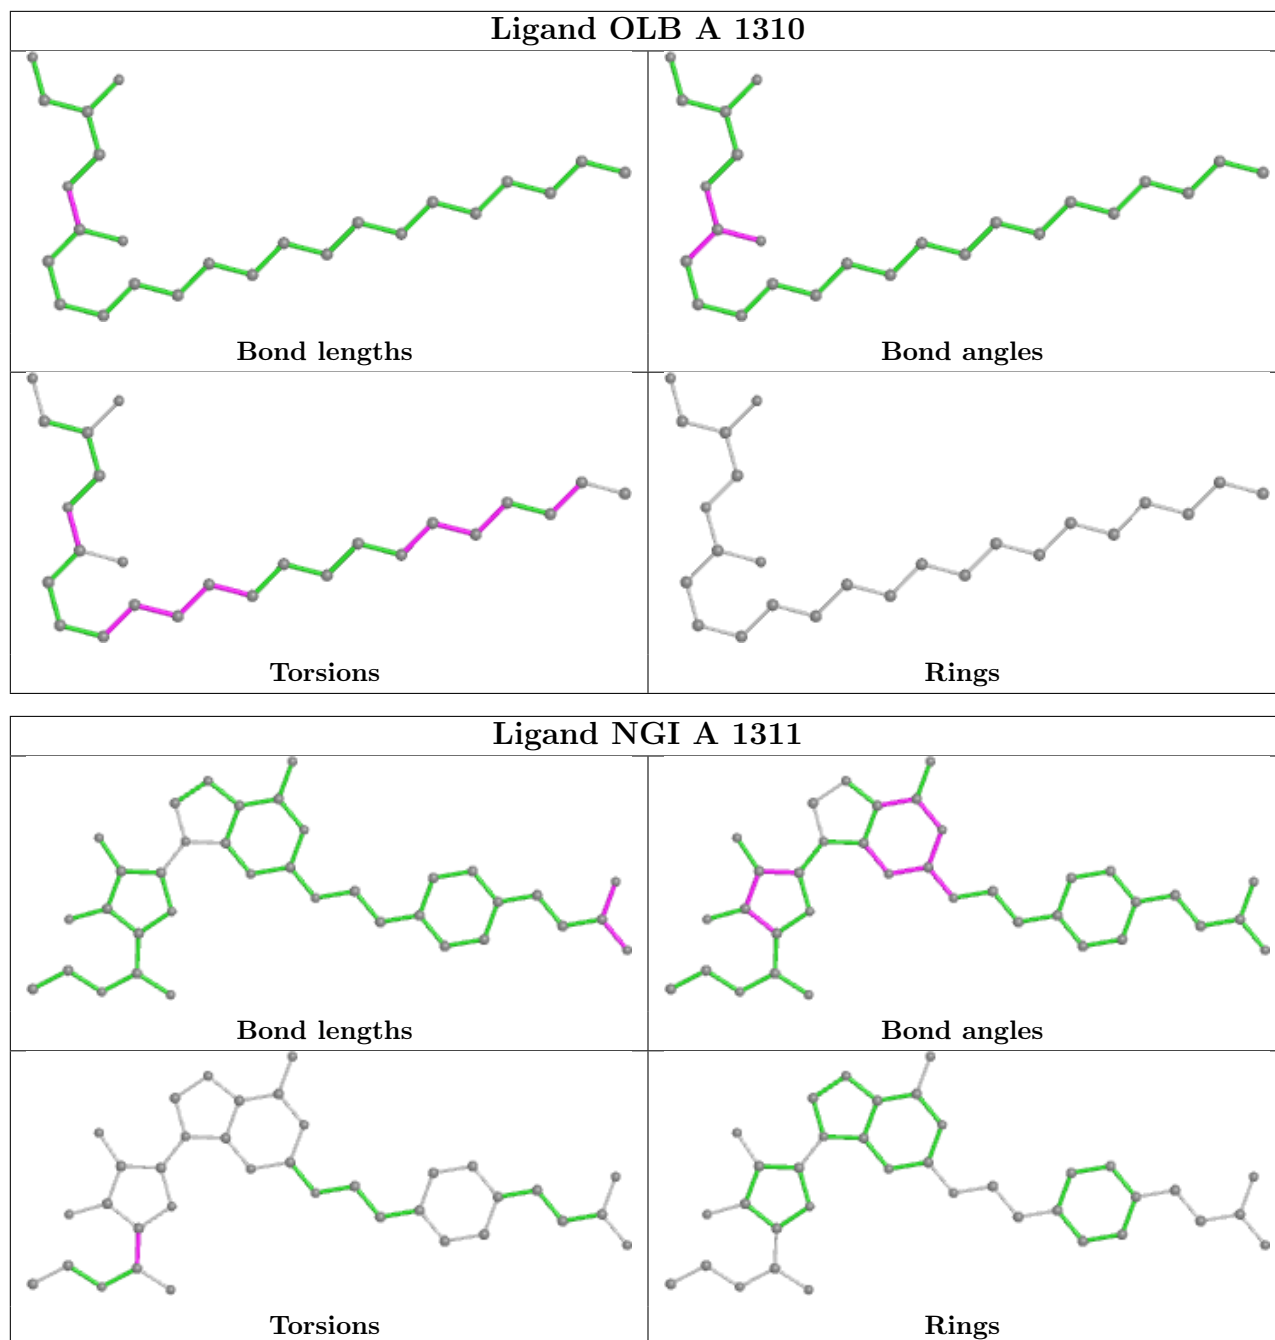 Ligand OLB A 1310
Bond lengths
Bond angles
Torsions
Rings
Ligand NGI A 1311
Bond lengths
Bond angles
Torsions
Rings